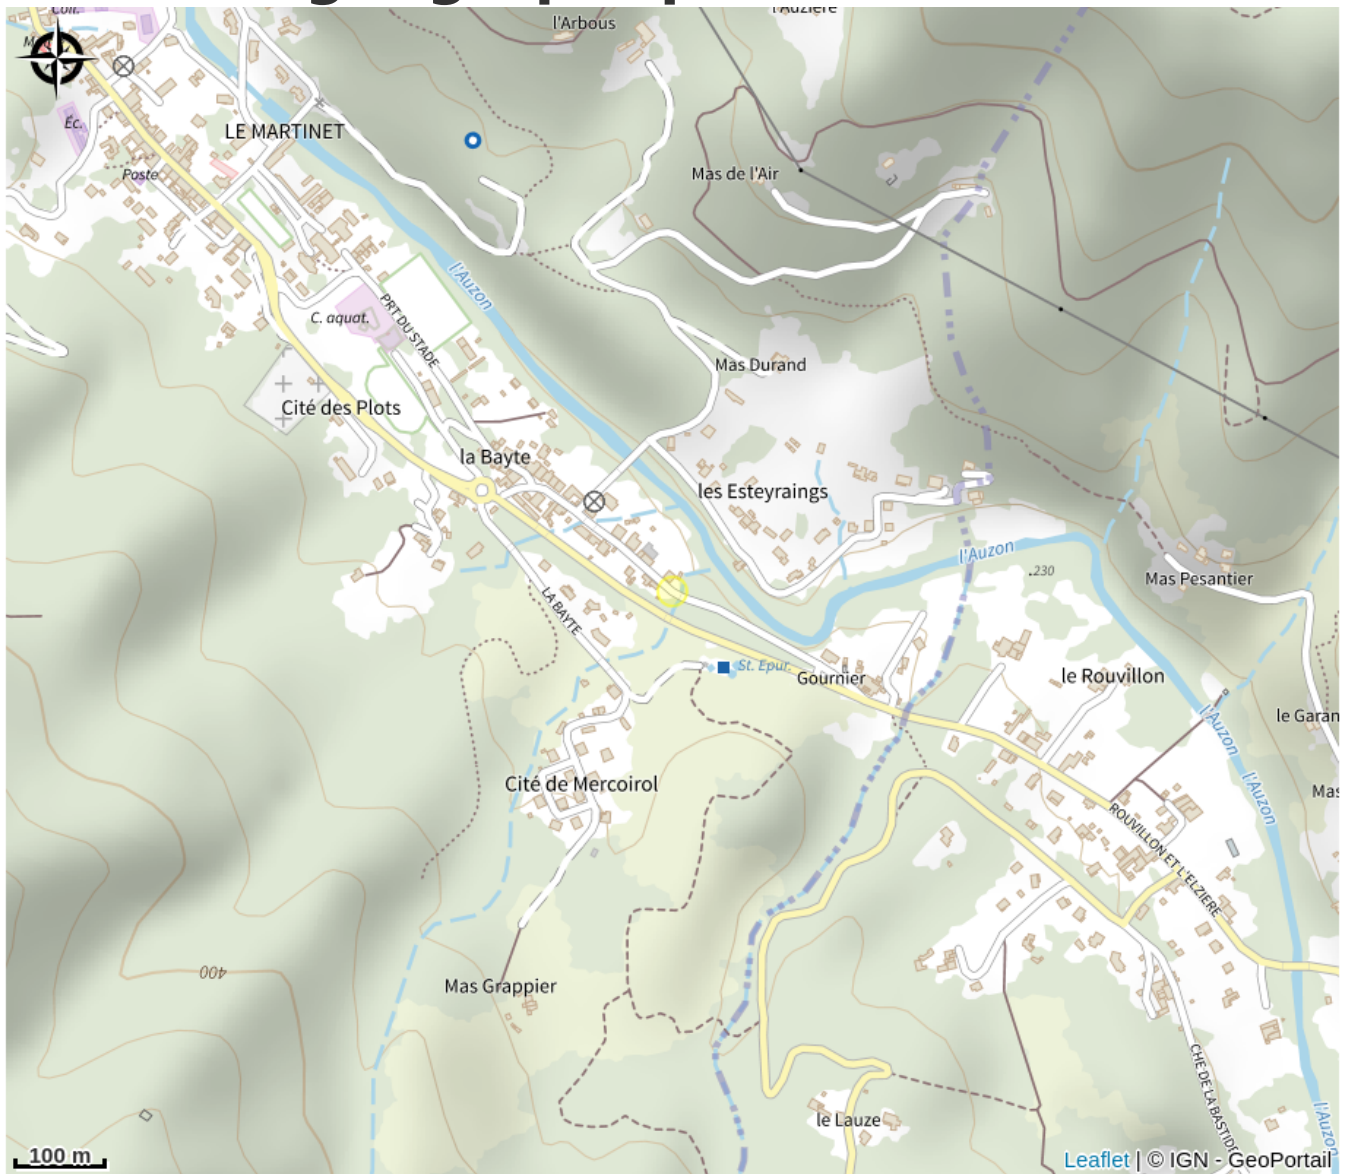 l'Arbous
l'Auzière
Coll.
Éc.
LE MARTINET
Poste
Mas de l'Air
l'Auzon
C. aquat.
PRT DU STADE
Mas Durand
Cité des Plots
la Bayte
les Esteyraings
l'Auzon
.230
Mas Pesantier
LA BAYTE
St. Epur.
Gournier
le Rouvillon
l'Auzon
le Garan
Cité de Mercoirol
l'Auzon
Mas
ROUVILLON ET L'ELZIERE
400
Mas Grappier
CHE DE LA BASTIDE
le Lauze
l'Auzon
100 m
Leaflet | © IGN - GeoPortail